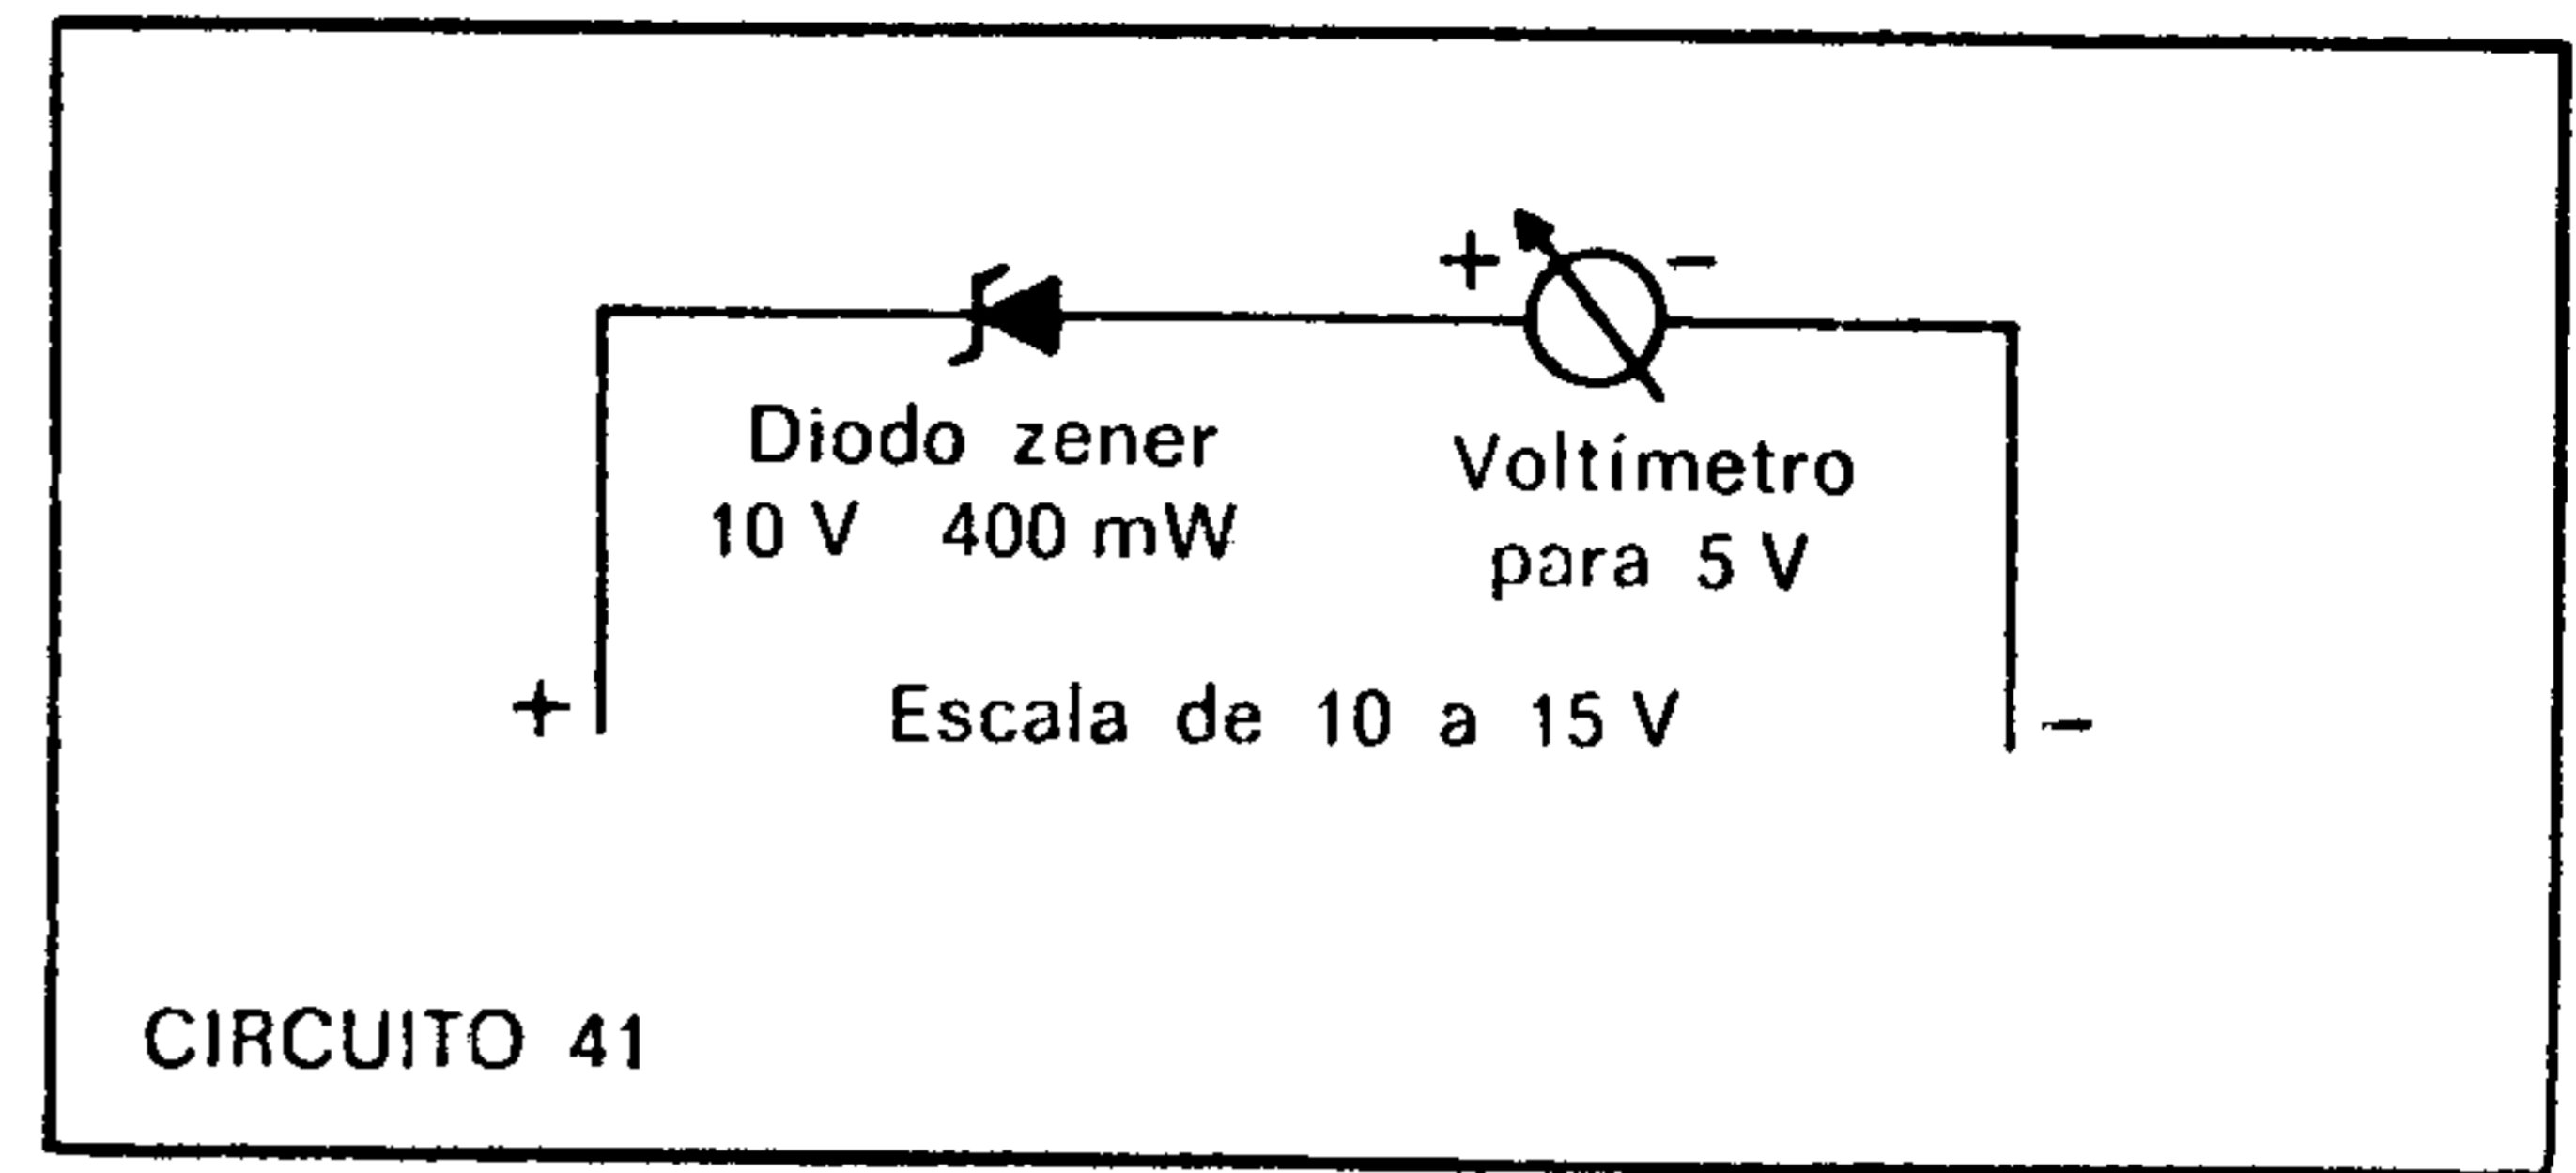 + −
Diodo zener
10 V 400 mW
Voltímetro
para 5 V
+ Escala de 10 a 15 V −
CIRCUITO 41